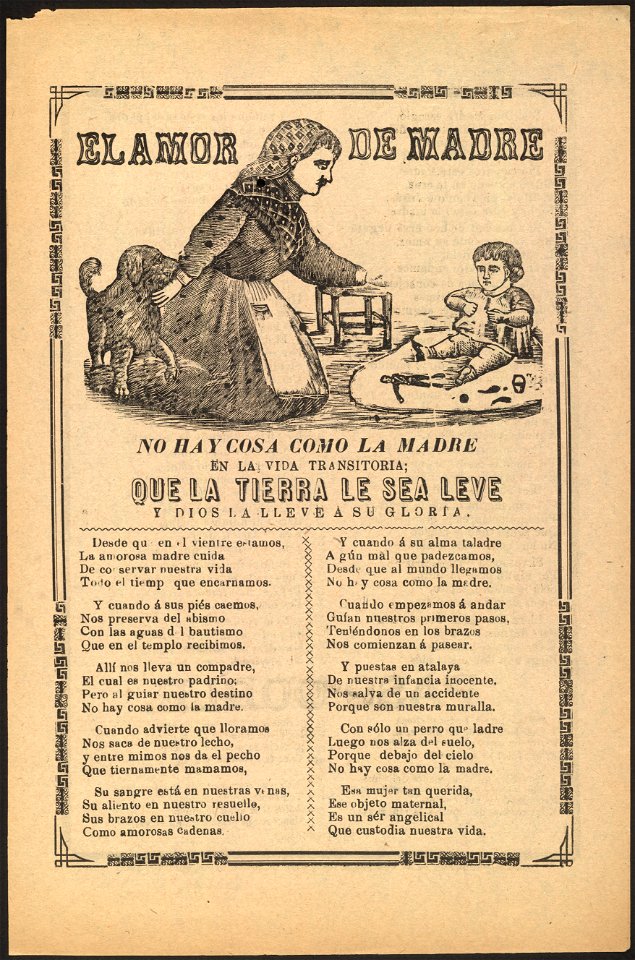 EL AMOR DE MADRE
NO HAY COSA COMO LA MADRE
EN LA VIDA TRANSITORIA;
QUE LA TIERRA LE SEA LEVE
Y DIOS LA LLEVE A SU GLORIA.
Desde qu en el vientre estamos,
La amorosa madre cuida
De conservar nuestra vida
Todo el tiemp que encarnamos.
Y cuando á sus piés caemos,
Nos preserva del abismo
Con las aguas d l bautismo
Que en el templo recibimos.
Allí nos lleva un compadre,
El cual es nuestro padrino;
Pero al guiar nuestro destino
No hay cosa como la madre.
Cuando advierte que lloramos
Nos saca de nuestro lecho,
y entre mimos nos da el pecho
Que tiernamente mamamos,
Su sangre está en nuestras venas,
Su aliento en nuestro resuello,
Sus brazos en nuestro cuello
Como amorosas cadenas.
Y cuando á su alma taladre
A gún mal que padezcamos,
Desde que al mundo llegamos
No hay cosa como la madre.
Cuando empezamos á andar
Guían nuestros primeros pasos,
Teniéndonos en los brazos
Nos comienzan á pasear.
Y puestas en atalaya
De nuestra infancia inocente,
Nos salva de un accidente
Porque son nuestra muralla.
Con sólo un perro que ladre
Luego nos alza del suelo,
Porque debajo del cielo
No hay cosa como la madre.
Esa mujer tan querida,
Ese objeto maternal,
Es un sér angelical
Que custodia nuestra vida.